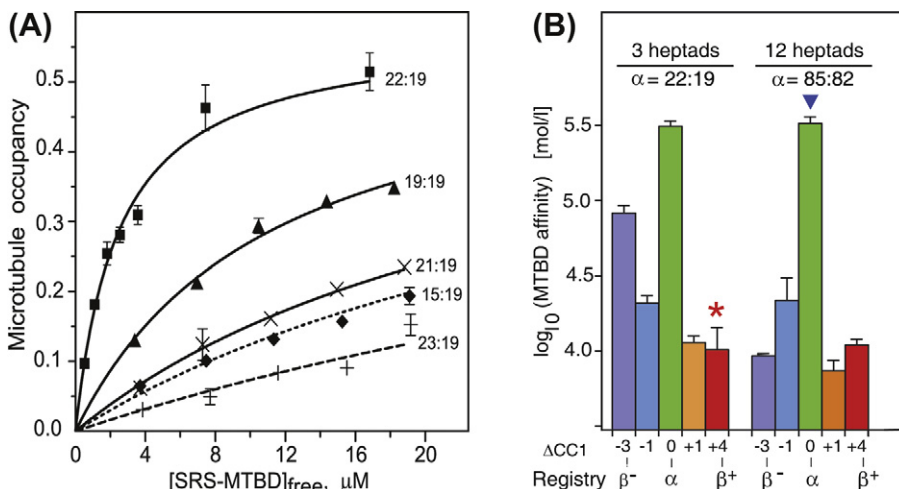 (A)
Microtubule occupancy
0.5
0.4
0.3
0.2
0.1
0.0
22:19
19:19
21:19
15:19
23:19
0 4 8 12 16 20
[SRS-MTBD]free, μM
(B)
3 heptads 12 heptads
α= 22:19 α= 85:82
log10 (MTBD affinity) [mol/l]
5.5
5.0
4.5
4.0
*
ΔCC1 -3 -1 0 +1 +4 -3 -1 0 +1 +4
Registry β- α β+ β- α β+